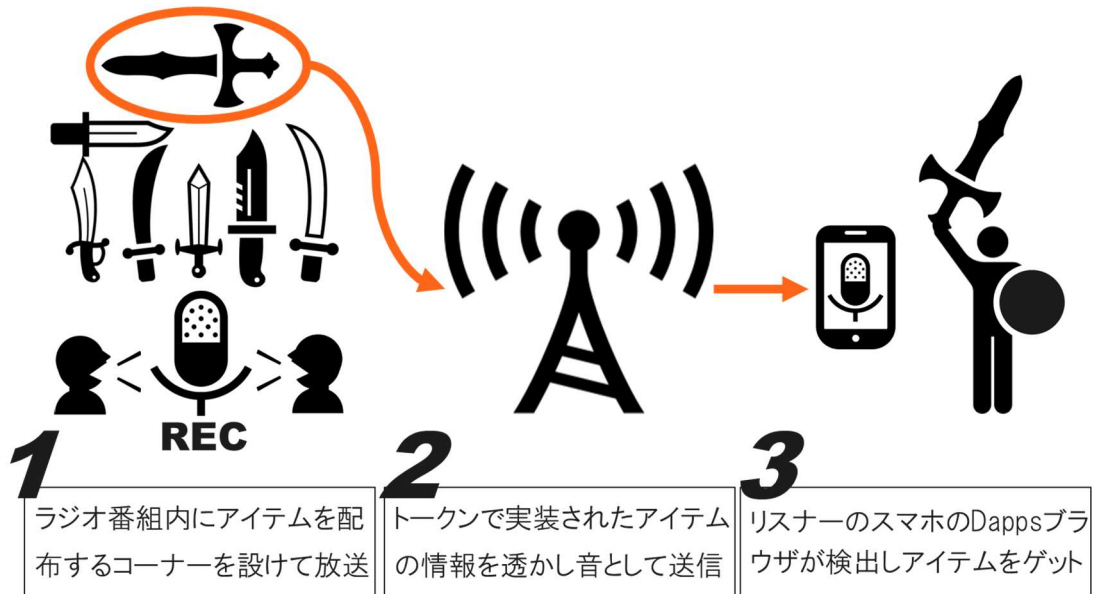 REC
1
ラジオ番組内にアイテムを配
布するコーナーを設けて放送
2
トークンで実装されたアイテム
の情報を透かし音として送信
3
リスナーのスマホのDappsブラ
ウザが検出しアイテムをゲット